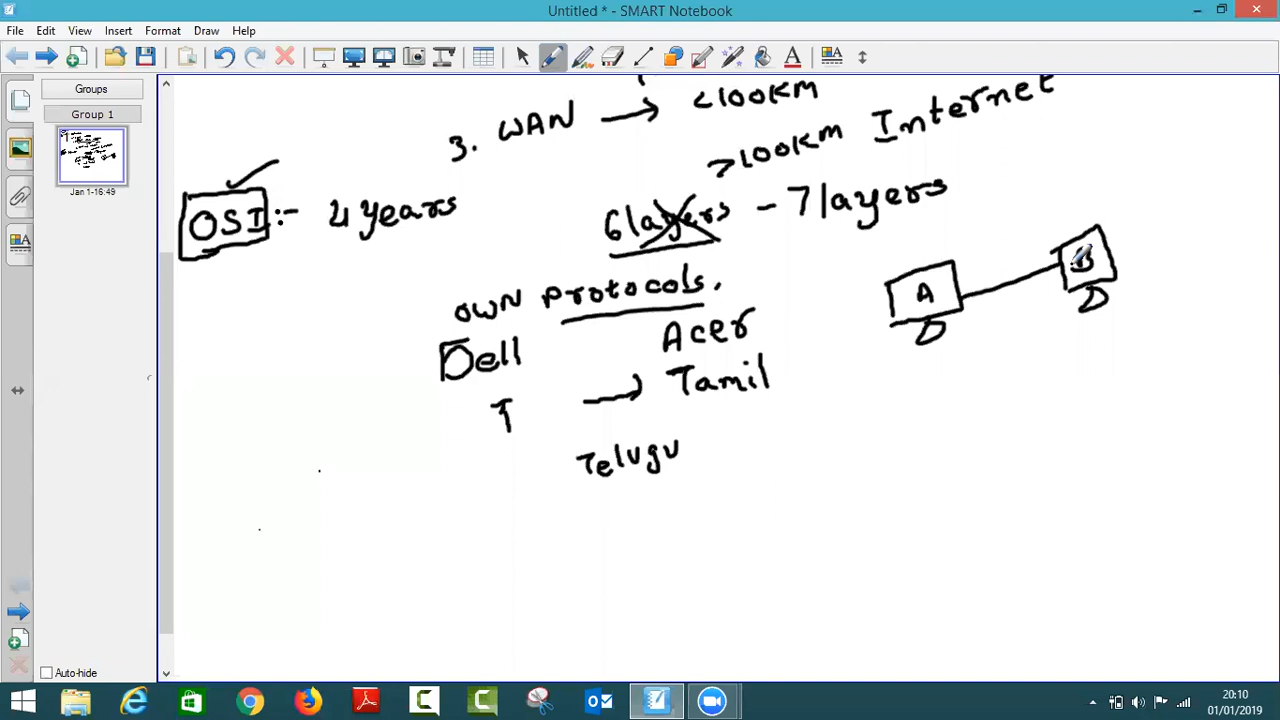 Untitled * - SMART Notebook
File Edit View Insert Format Draw Help
Groups
Group 1
Jan 1-16:49
3. WAN → <100KM
>100KM Internet
OSI :- 4 years 6 layers - 7 layers
OWN Protocols.
Dell Acer
T → Tamil
Telugu
A B
Auto-hide
20:10
01/01/2019